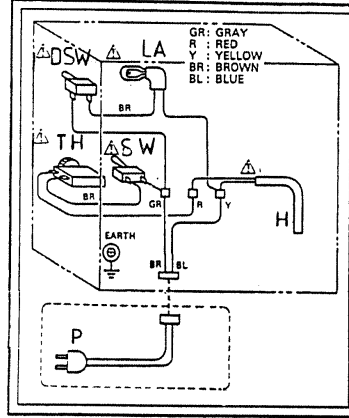 GR: GRAY
R : RED
Y : YELLOW
BR: BROWN
BL: BLUE
DSW
LA
BR
TH
SW
BR
GR
R
Y
H
EARTH
BR
BL
P